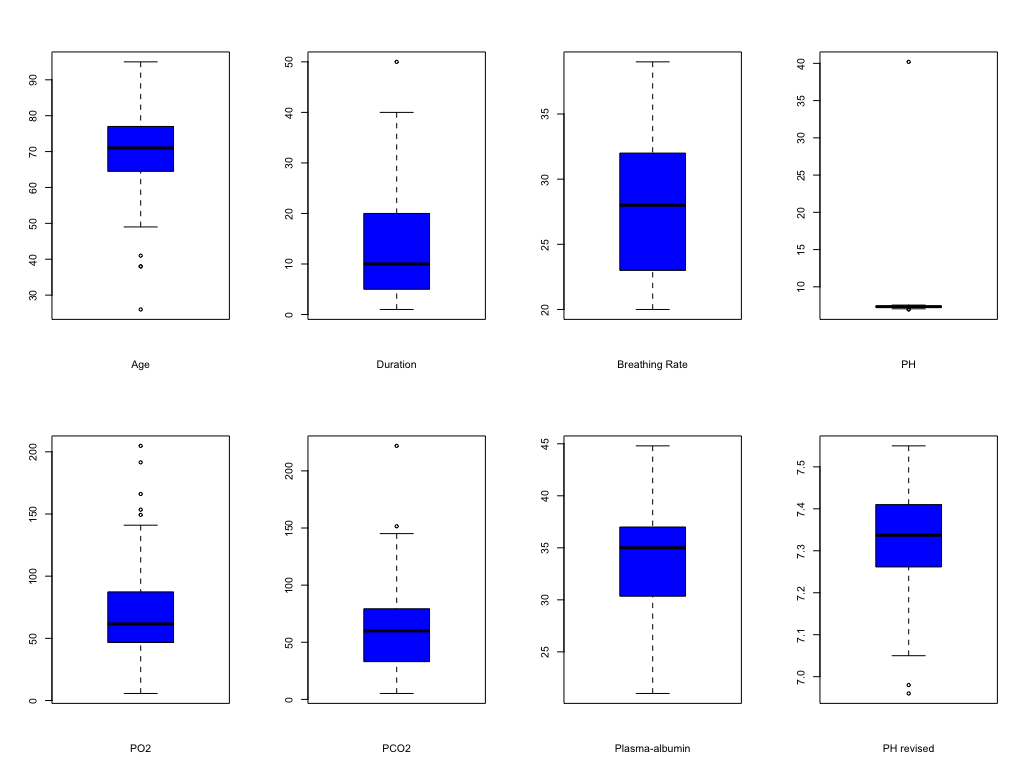 30 40 50 60 70 80 90
Age
0 10 20 30 40 50
Duration
20 25 30 35
Breathing Rate
10 15 20 25 30 35 40
PH
0 50 100 150 200
PO2
0 50 100 150 200
PCO2
25 30 35 40 45
Plasma-albumin
7.0 7.1 7.2 7.3 7.4 7.5
PH revised